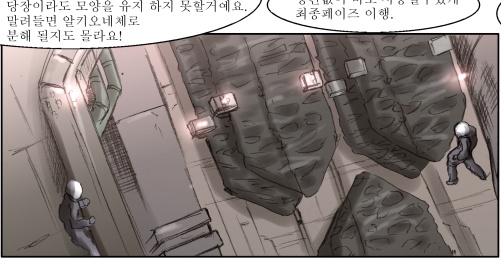 당장이라도 모양을 유지 하지 못할거예요.
말려들면 알키오네체로
분해 될지도 몰라요!
최종페이즈 이행.